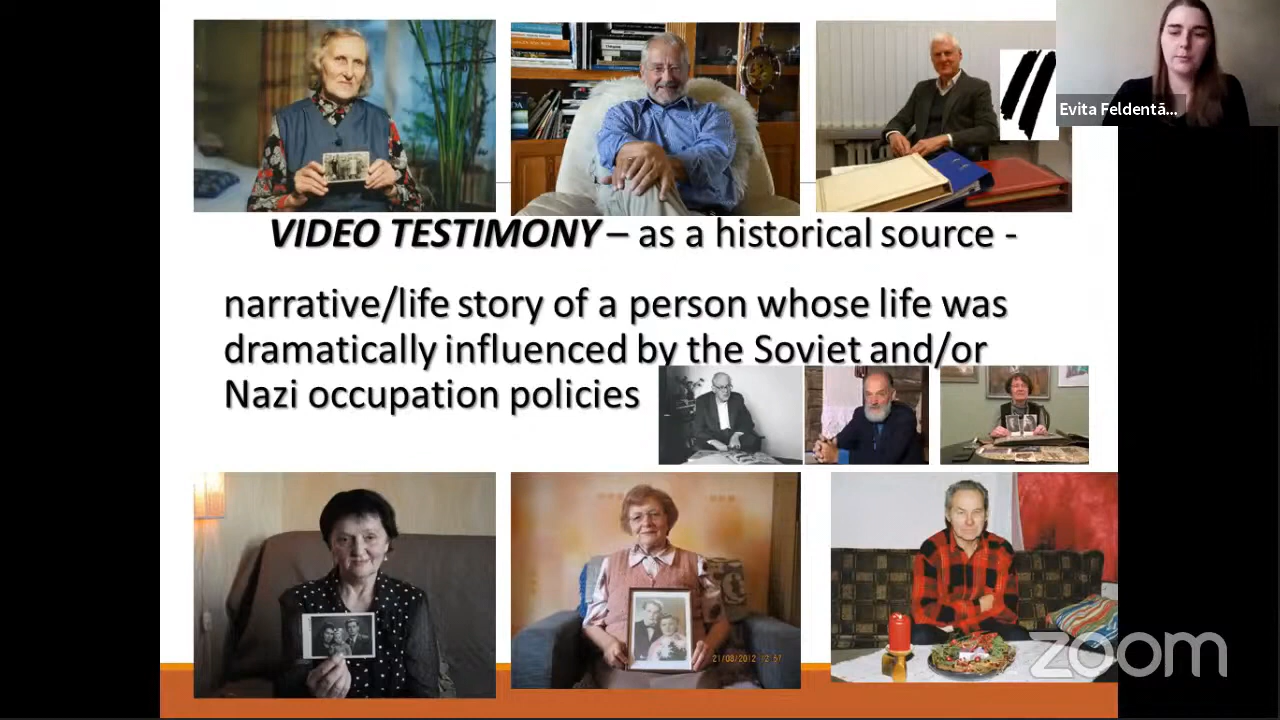 Evita Feldentā...
VIDEO TESTIMONY – as a historical source -
narrative/life story of a person whose life was
dramatically influenced by the Soviet and/or
Nazi occupation policies
21/08/2012 12:57
zoom